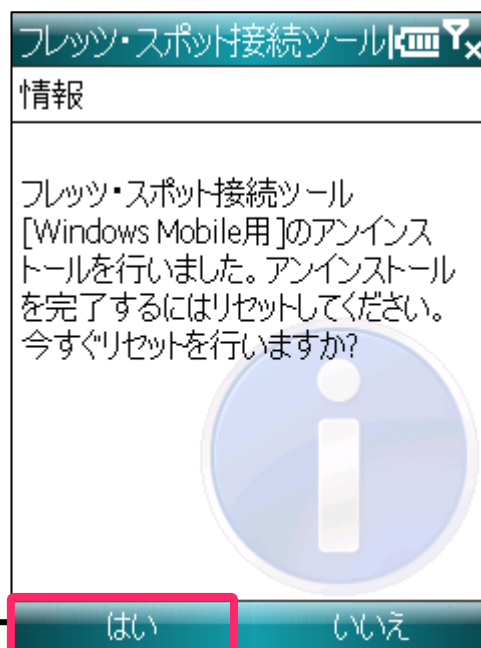 フレッツ・スポット接続ツール
情報
フレッツ・スポット接続ツール
[Windows Mobile用]のアンインス
トールを行いました。アンインストール
を完了するにはリセットしてください。
今すぐリセットを行いますか?
はい
いいえ